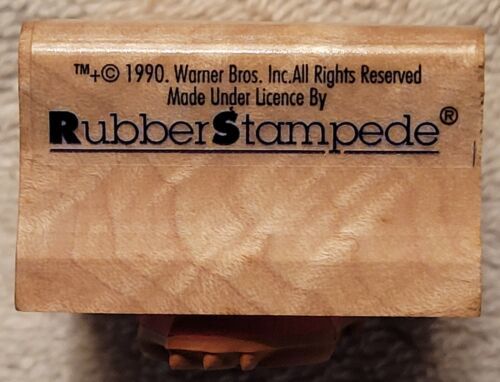 ™+© 1990. Warner Bros. Inc.All Rights Reserved
Made Under Licence By
RubberStampede®